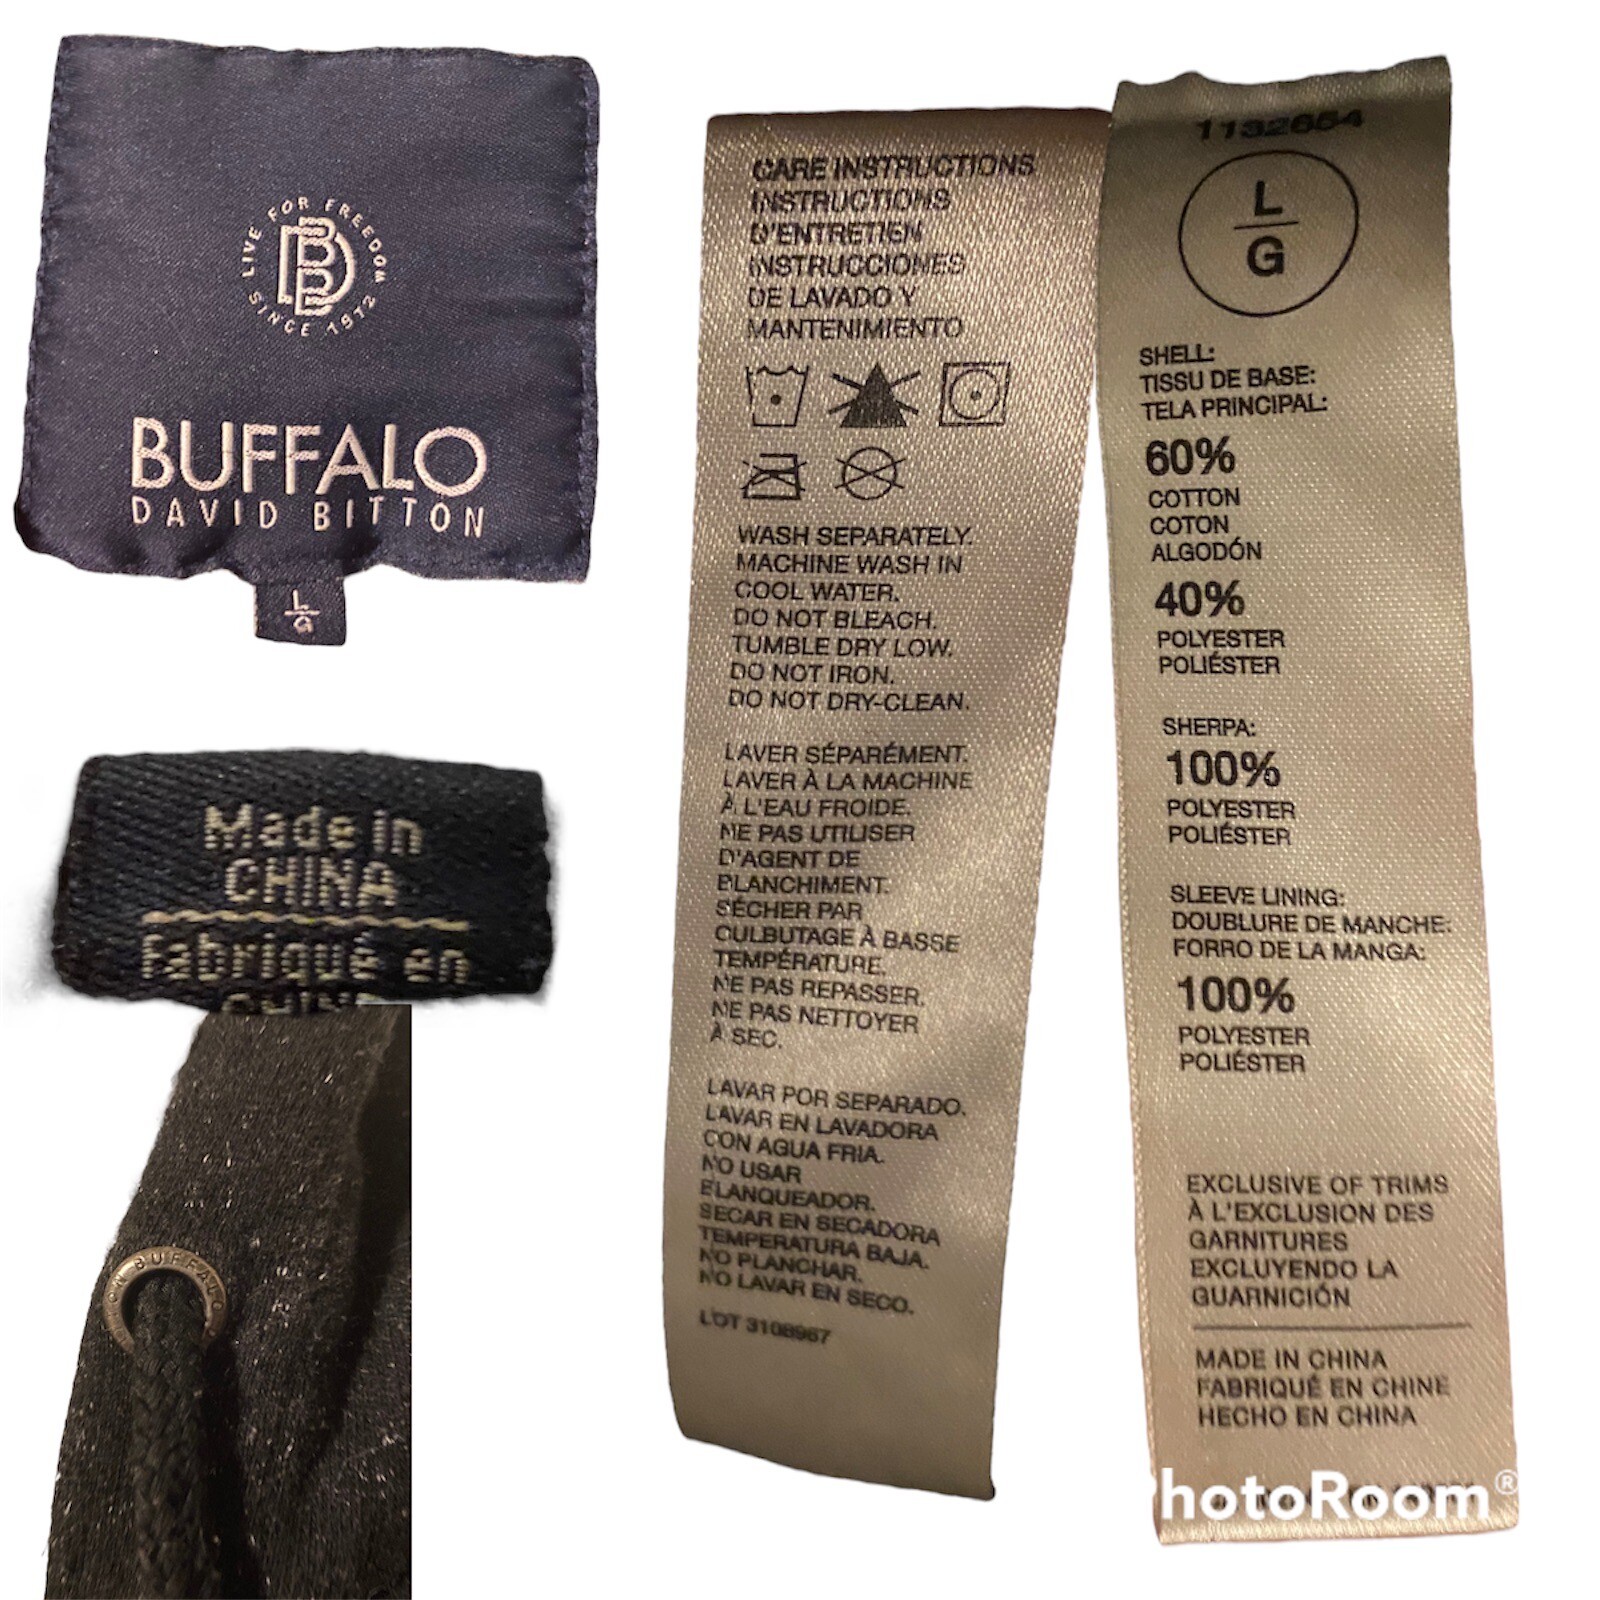 LIVE FOR FREEDOM
SINCE 1972
BUFFALO
DAVID BITTON
L
G
Made in
CHINA
Fabriqué en
BUFFALO
CARE INSTRUCTIONS
INSTRUCTIONS
D'ENTRETIEN
INSTRUCCIONES
DE LAVADO Y
MANTENIMIENTO
WASH SEPARATELY.
MACHINE WASH IN
COOL WATER.
DO NOT BLEACH.
TUMBLE DRY LOW.
DO NOT IRON.
DO NOT DRY-CLEAN.
LAVER SÉPARÉMENT.
LAVER À LA MACHINE
À L'EAU FROIDE.
NE PAS UTILISER
D'AGENT DE
BLANCHIMENT.
SÉCHER PAR
CULBUTAGE À BASSE
TEMPÉRATURE.
NE PAS REPASSER.
NE PAS NETTOYER
À SEC.
LAVAR POR SEPARADO.
LAVAR EN LAVADORA
CON AGUA FRIA.
NO USAR
BLANQUEADOR.
SECAR EN SECADORA
TEMPERATURA BAJA.
NO PLANCHAR.
NO LAVAR EN SECO.
LOT 3108967
1132654
L
G
SHELL:
TISSU DE BASE:
TELA PRINCIPAL:
60%
COTTON
COTON
ALGODÓN
40%
POLYESTER
POLIÉSTER
SHERPA:
100%
POLYESTER
POLIÉSTER
SLEEVE LINING:
DOUBLURE DE MANCHE:
FORRO DE LA MANGA:
100%
POLYESTER
POLIÉSTER
EXCLUSIVE OF TRIMS
À L'EXCLUSION DES
GARNITURES
EXCLUYENDO LA
GUARNICIÓN
MADE IN CHINA
FABRIQUÉ EN CHINE
HECHO EN CHINA
PhotoRoom®